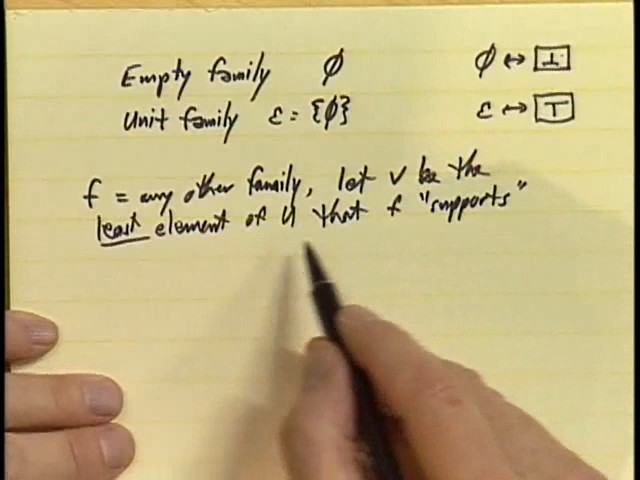 Empty family ∅ ∅ ↔ ⊥
Unit family ε = {∅} ε ↔ ⊤
f = any other family, let v be the
least element of U that f "supports"